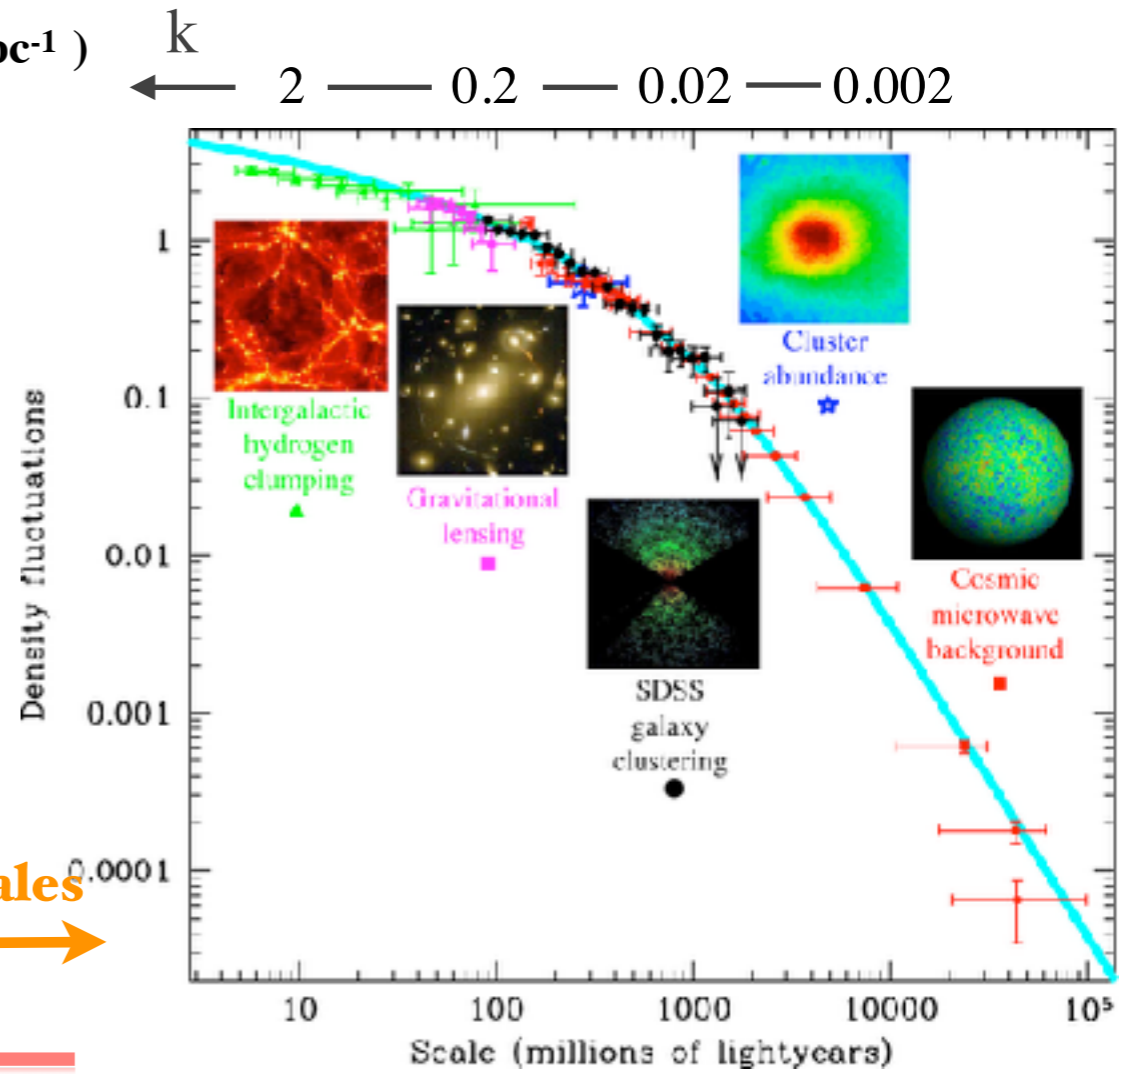 k
pc⁻¹ )
2 0.2 0.02 0.002
1
0.1
0.01
0.001
0.0001
Density fluctuations
Intergalactic
hydrogen
clumping
Gravitational
lensing
SDSS
galaxy
clustering
Cluster
abundance
Cosmic
microwave
background
ales
10 100 1000 10000 10⁵
Scale (millions of lightyears)